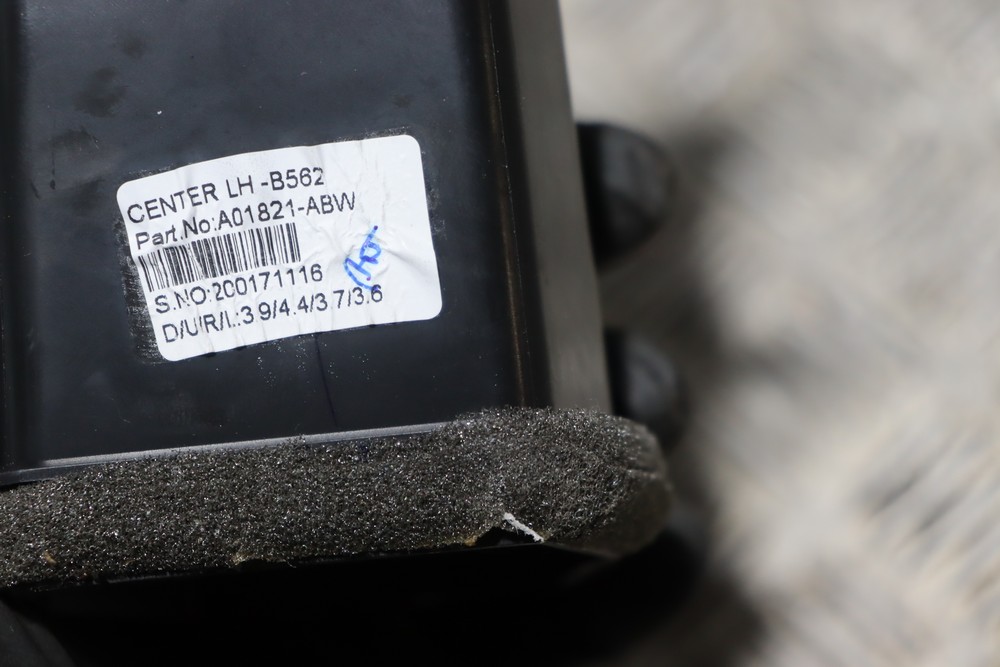 CENTER LH -B562
Part.No:A01821-ABW
S.NO:200171116
D/U/R/L:3.9/4.4/3.7/3.6